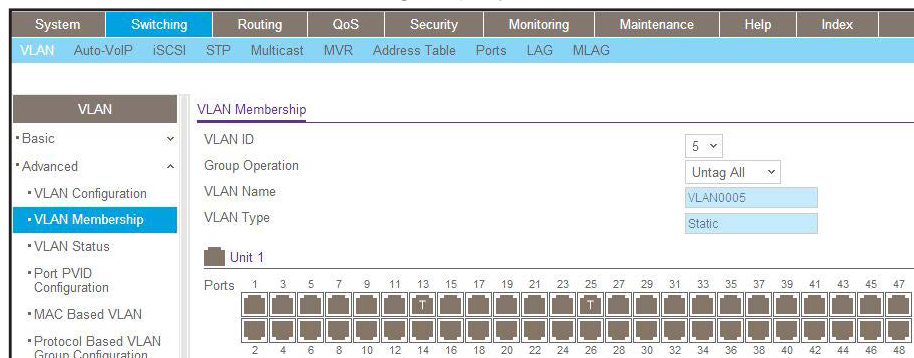 System Switching Routing QoS Security Monitoring Maintenance Help Index
VLAN Auto-VoIP iSCSI STP Multicast MVR Address Table Ports LAG MLAG
VLAN
Basic
Advanced
VLAN Configuration
VLAN Membership
VLAN Status
Port PVID
Configuration
MAC Based VLAN
Protocol Based VLAN
Group Configuration
VLAN Membership
VLAN ID 5
Group Operation Untag All
VLAN Name VLAN0005
VLAN Type Static
Unit 1
Ports 1 3 5 7 9 11 13 15 17 19 21 23 25 27 29 31 33 35 37 39 41 43 45 47
T T
2 4 6 8 10 12 14 16 18 20 22 24 26 28 30 32 34 36 38 40 42 44 46 48